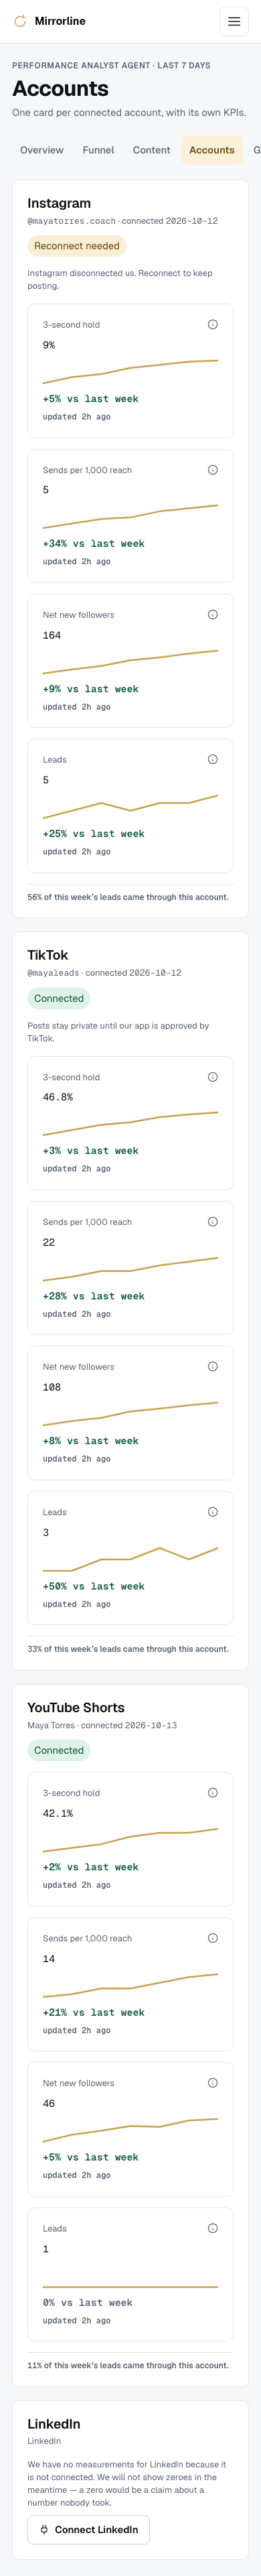 Mirrorline
PERFORMANCE ANALYST AGENT · LAST 7 DAYS
Accounts
One card per connected account, with its own KPIs.
Overview Funnel Content Accounts G
Instagram
@mayatorres.coach · connected 2026-10-12
Reconnect needed
Instagram disconnected us. Reconnect to keep
posting.
3-second hold
9%
+5% vs last week
updated 2h ago
Sends per 1,000 reach
5
+34% vs last week
updated 2h ago
Net new followers
164
+9% vs last week
updated 2h ago
Leads
5
+25% vs last week
updated 2h ago
56% of this week's leads came through this account.
TikTok
@mayaleads · connected 2026-10-12
Connected
Posts stay private until our app is approved by
TikTok.
3-second hold
46.8%
+3% vs last week
updated 2h ago
Sends per 1,000 reach
22
+28% vs last week
updated 2h ago
Net new followers
108
+8% vs last week
updated 2h ago
Leads
3
+50% vs last week
updated 2h ago
33% of this week's leads came through this account.
YouTube Shorts
Maya Torres · connected 2026-10-13
Connected
3-second hold
42.1%
+2% vs last week
updated 2h ago
Sends per 1,000 reach
14
+21% vs last week
updated 2h ago
Net new followers
46
+5% vs last week
updated 2h ago
Leads
1
0% vs last week
updated 2h ago
11% of this week's leads came through this account.
LinkedIn
LinkedIn
We have no measurements for LinkedIn because it
is not connected. We will not show zeroes in the
meantime — a zero would be a claim about a
number nobody took.
Connect LinkedIn